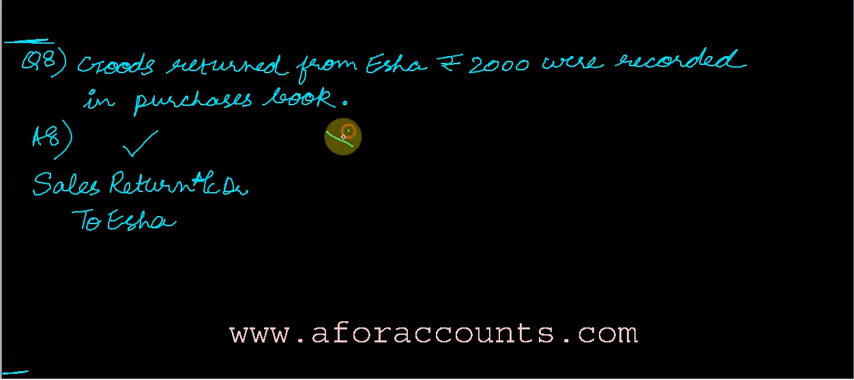 Q8) Goods returned from Esha ₹ 2000 were recorded
in purchases book.
A8) ✓
Sales Return A/c Dr
To Esha
www.aforaccounts.com